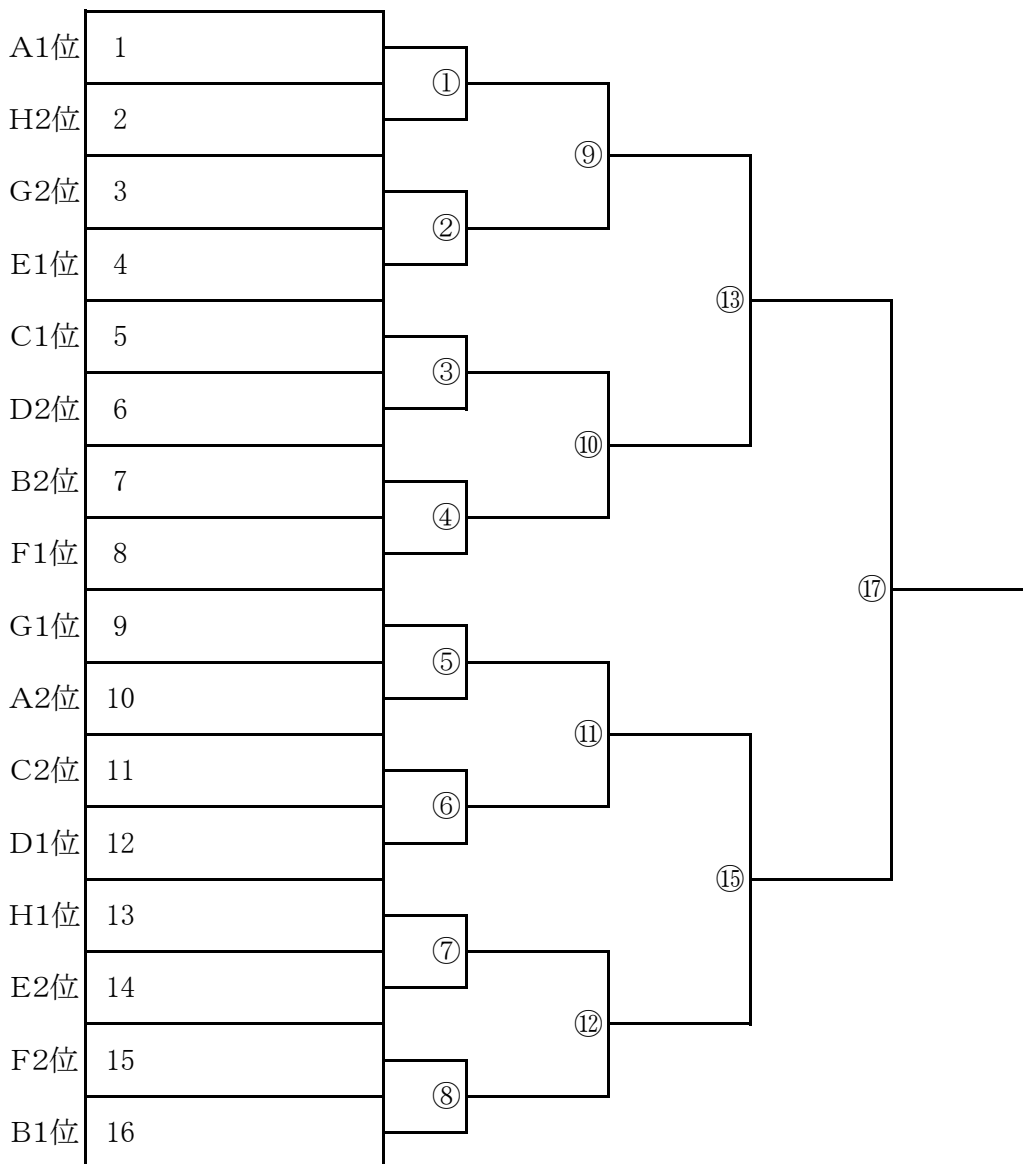 A1位 1
①
H2位 2
⑨
G2位 3
②
E1位 4
⑬
C1位 5
③
D2位 6
⑩
B2位 7
④
F1位 8
⑰
G1位 9
⑤
A2位 10
⑪
C2位 11
⑥
D1位 12
⑮
H1位 13
⑦
E2位 14
⑫
F2位 15
⑧
B1位 16